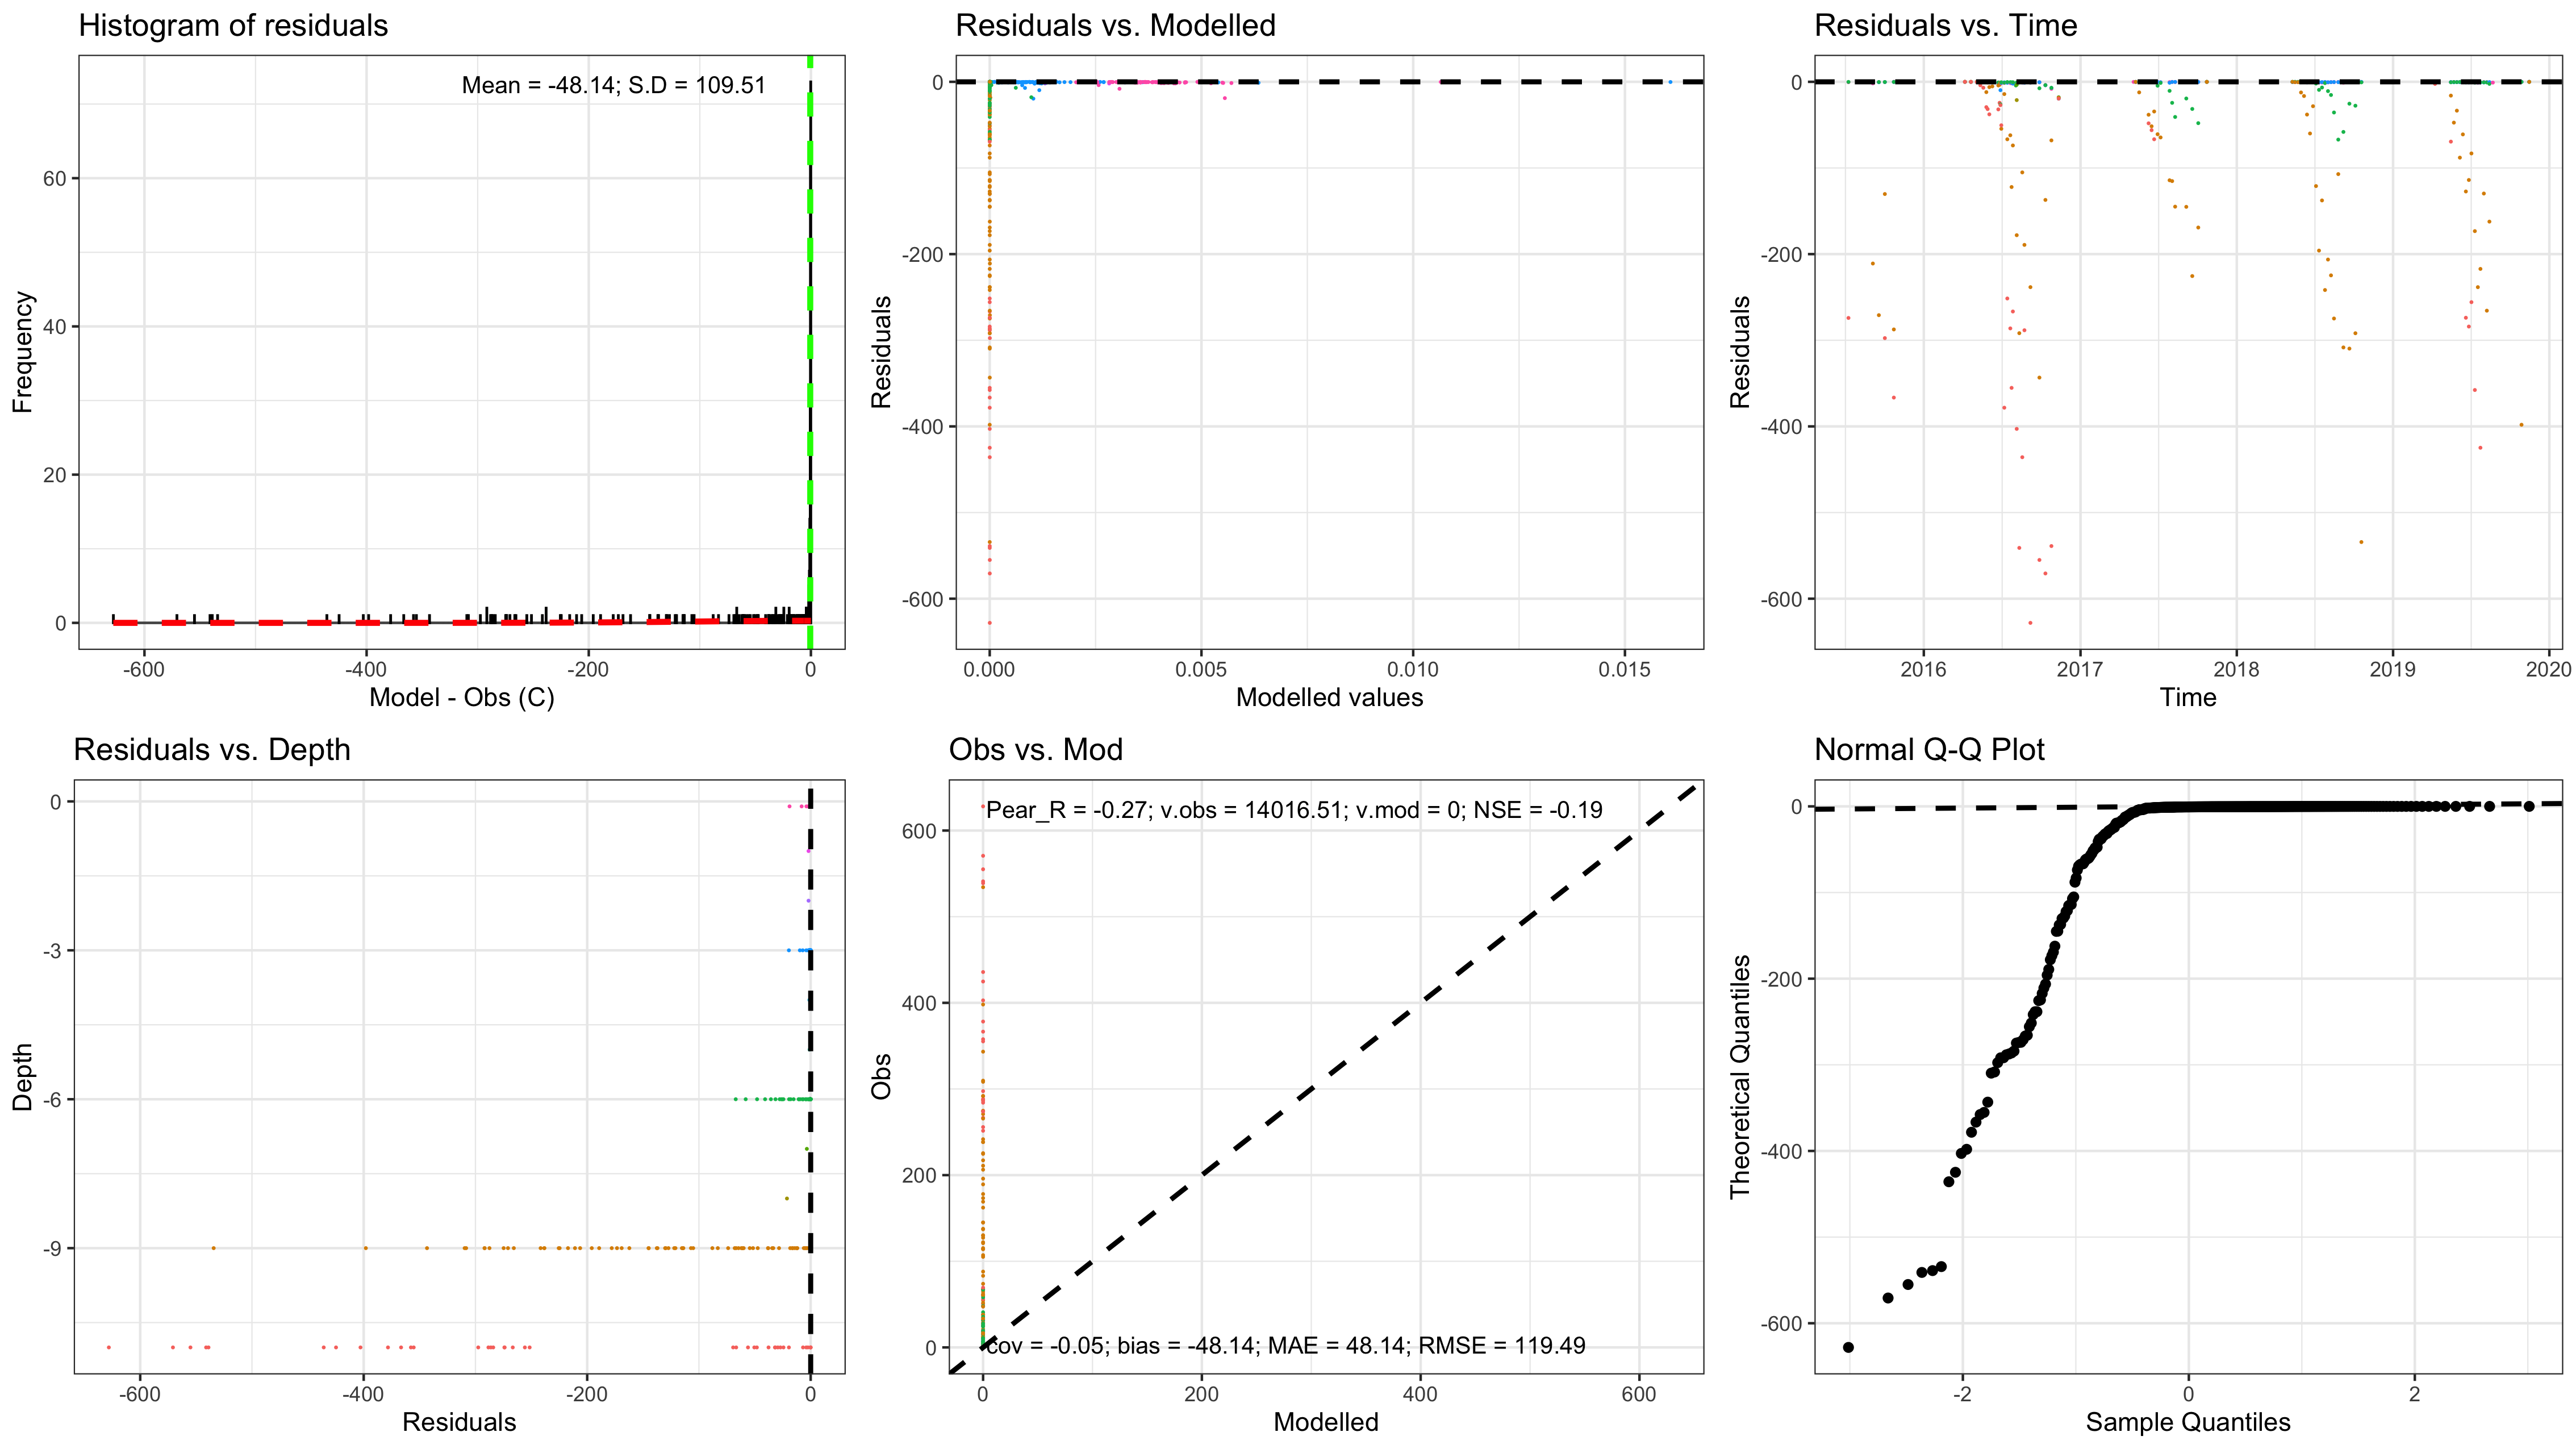 Histogram of residuals
Mean = -48.14; S.D = 109.51
Frequency
60
40
20
0
-600 -400 -200 0
Model - Obs (C)
Residuals vs. Modelled
Residuals
0
-200
-400
-600
0.000 0.005 0.010 0.015
Modelled values
Residuals vs. Time
Residuals
0
-200
-400
-600
2016 2017 2018 2019 2020
Time
Residuals vs. Depth
Depth
0
-3
-6
-9
-600 -400 -200 0
Residuals
Obs vs. Mod
Pear_R = -0.27; v.obs = 14016.51; v.mod = 0; NSE = -0.19
Obs
600
400
200
0
cov = -0.05; bias = -48.14; MAE = 48.14; RMSE = 119.49
0 200 400 600
Modelled
Normal Q-Q Plot
Theoretical Quantiles
0
-200
-400
-600
-2 0 2
Sample Quantiles